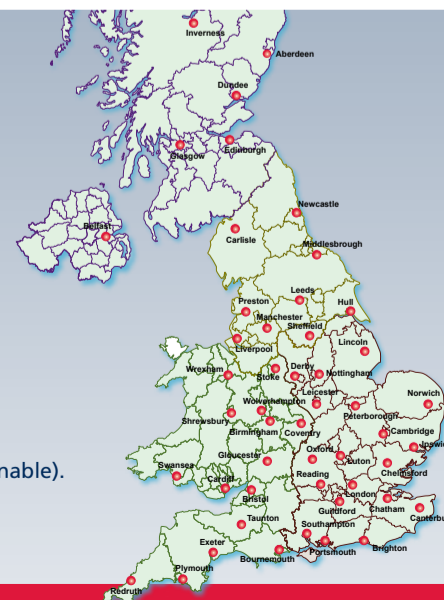 Inverness
Aberdeen
Dundee
Glasgow
Edinburgh
Belfast
Newcastle
Carlisle
Middlesbrough
Leeds
Preston
Hull
Manchester
Sheffield
Liverpool
Lincoln
Wrexham
Stoke
Derby
Nottingham
Leicester
Norwich
Wolverhampton
Peterborough
Shrewsbury
Birmingham
Coventry
Cambridge
Ipswi
Gloucester
Oxford
Luton
Chelmsford
nable).
Swansea
Cardiff
Reading
London
Bristol
Guildford
Chatham
Canterbu
Taunton
Southampton
Exeter
Bournemouth
Portsmouth
Brighton
Plymouth
Redruth